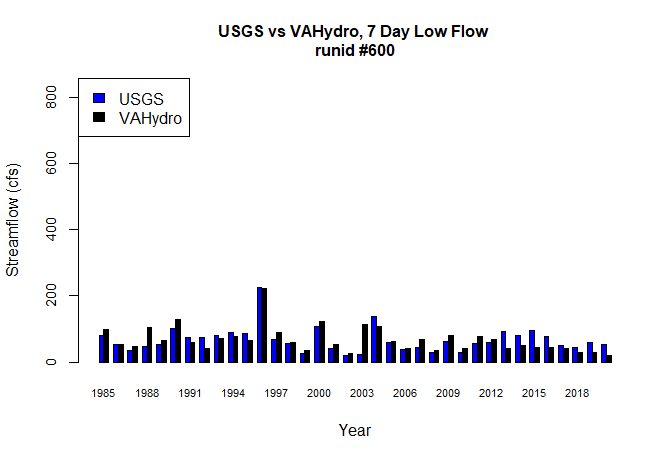 USGS vs VAHydro, 7 Day Low Flow
runid #600
USGS
VAHydro
Streamflow (cfs)
800
600
400
200
0
1985 1988 1991 1994 1997 2000 2003 2006 2009 2012 2015 2018
Year